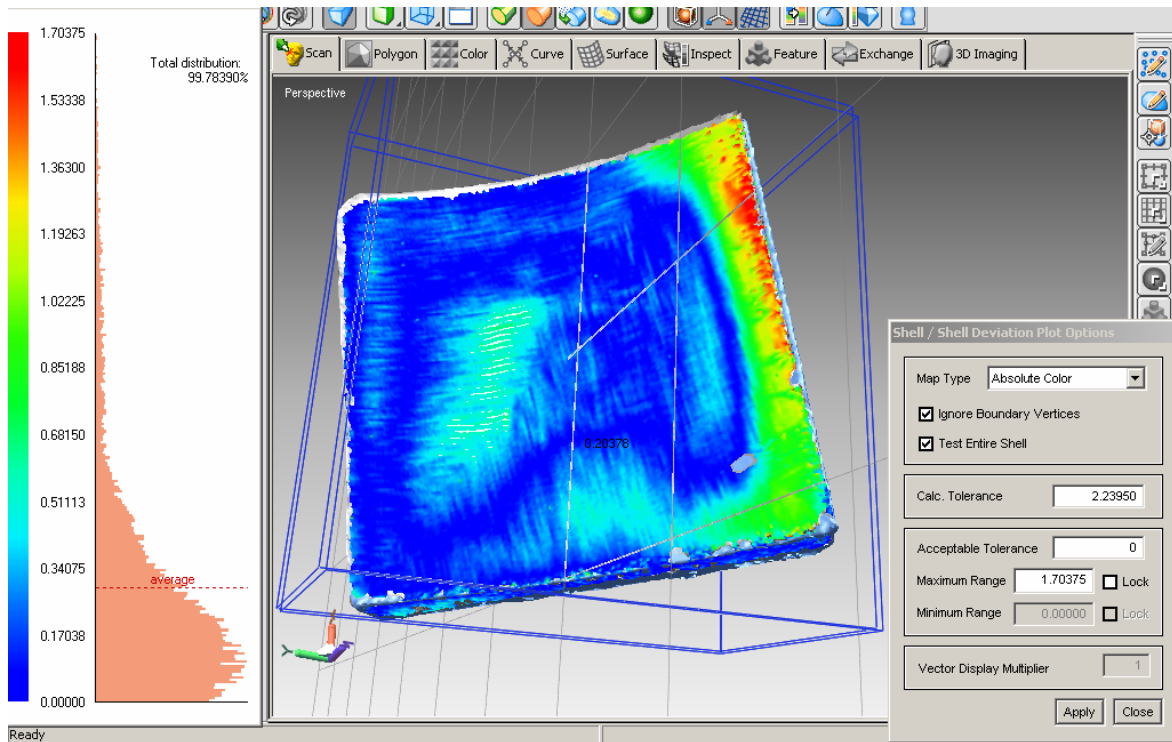 1.70375
Total distribution:
99.78390%
1.53338
1.36300
1.19263
1.02225
0.85188
0.68150
0.51113
0.34075
average
0.17038
0.00000
Scan Polygon Color Curve Surface Inspect Feature Exchange 3D Imaging
Perspective
0.20378
Y
Shell / Shell Deviation Plot Options
Map Type Absolute Color
Ignore Boundary Vertices
Test Entire Shell
Calc. Tolerance 2.23950
Acceptable Tolerance 0
Maximum Range 1.70375 Lock
Minimum Range 0.00000 Lock
Vector Display Multiplier 1
Apply Close
Ready